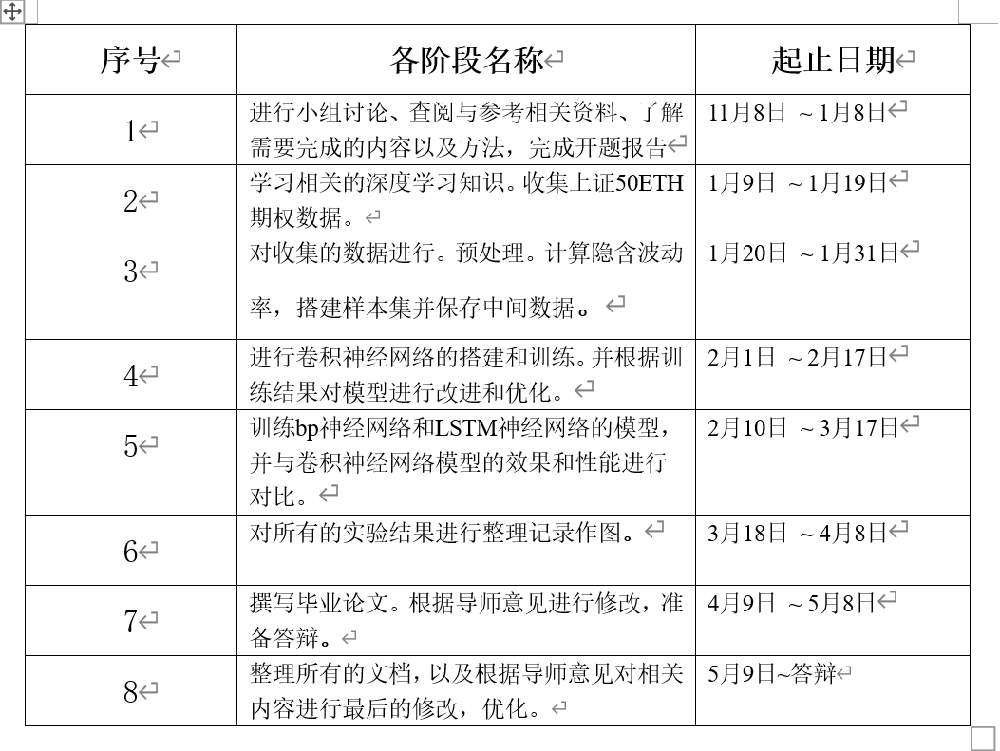 序号 各阶段名称 起止日期
1 进行小组讨论、查阅与参考相关资料、了解 11月8日 ~ 1月8日
需要完成的内容以及方法，完成开题报告
2 学习相关的深度学习知识。收集上证50ETH 1月9日 ~ 1月19日
期权数据。
3 对收集的数据进行。预处理。计算隐含波动 1月20日 ~ 1月31日
率，搭建样本集并保存中间数据。
4 进行卷积神经网络的搭建和训练。并根据训 2月1日 ~ 2月17日
练结果对模型进行改进和优化。
5 训练bp神经网络和LSTM神经网络的模型， 2月10日 ~ 3月17日
并与卷积神经网络模型的效果和性能进行
对比。
6 对所有的实验结果进行整理记录作图。 3月18日 ~ 4月8日
7 撰写毕业论文。根据导师意见进行修改，准 4月9日 ~ 5月8日
备答辩。
8 整理所有的文档，以及根据导师意见对相关 5月9日~答辩
内容进行最后的修改，优化。